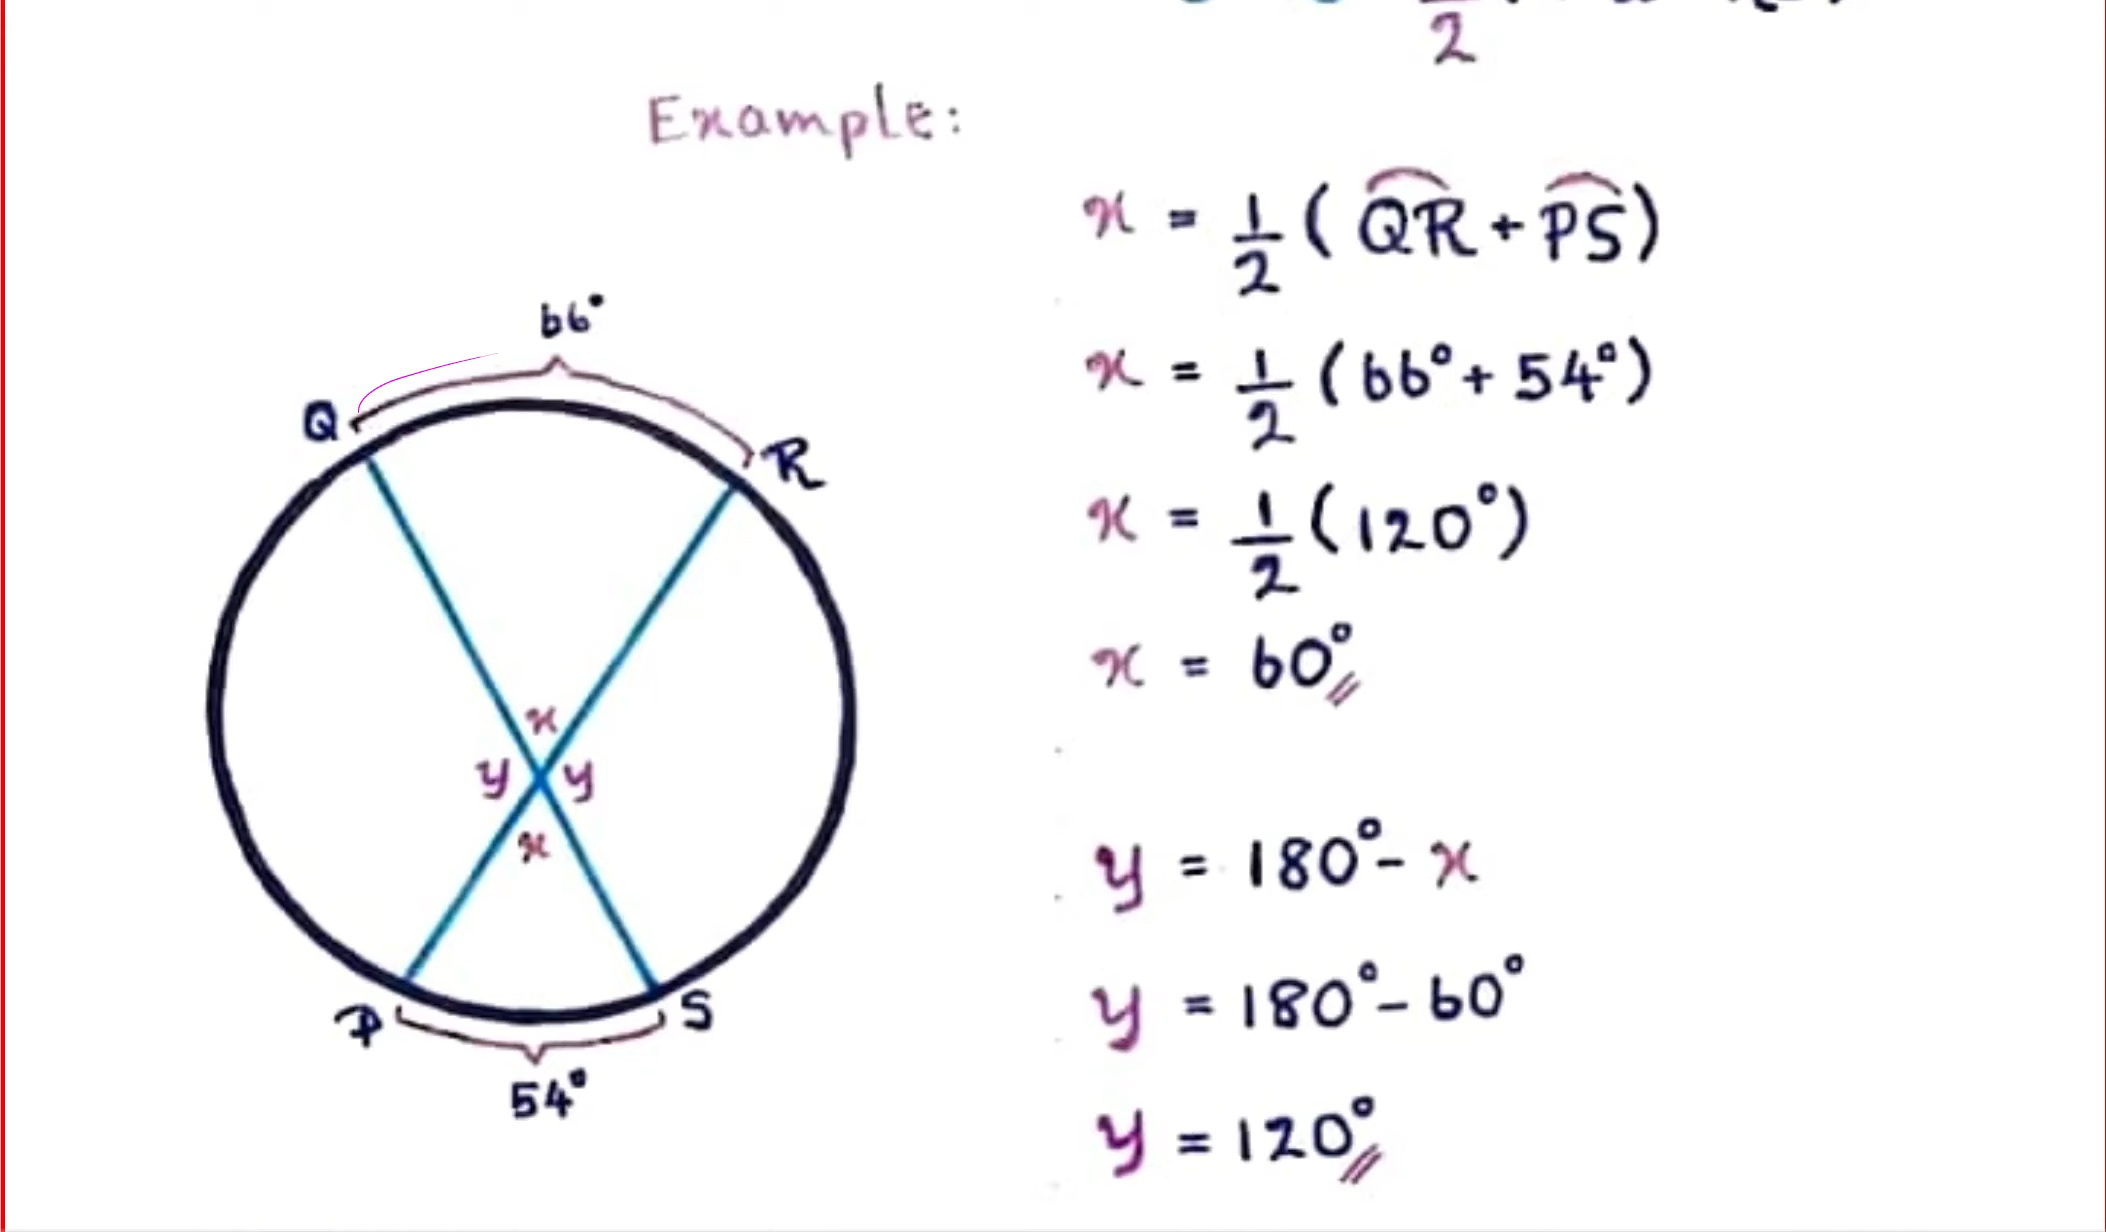 2
Example:
x = 1/2 ( QR + PS )
66°
x = 1/2 ( 66° + 54° )
Q
R
x = 1/2 ( 120° )
x = 60°
x
y y
x
y = 180° - x
P S
y = 180° - 60°
54°
y = 120°